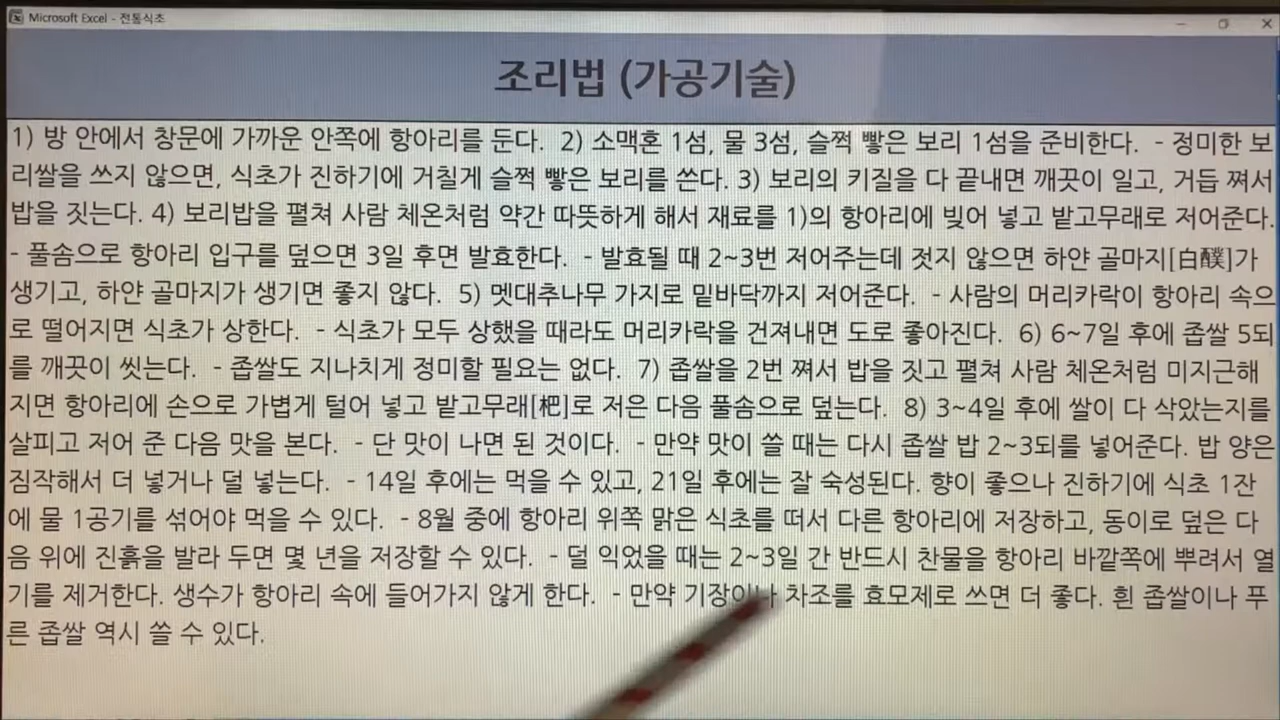 Microsoft Excel - 전통식초
조리법 (가공기술)
1) 방 안에서 창문에 가까운 안쪽에 항아리를 둔다. 2) 소맥혼 1섬, 물 3섬, 슬쩍 빻은 보리 1섬을 준비한다. - 정미한 보
리쌀을 쓰지 않으면, 식초가 진하기에 거칠게 슬쩍 빻은 보리를 쓴다. 3) 보리의 키질을 다 끝내면 깨끗이 일고, 거듭 쪄서
밥을 짓는다. 4) 보리밥을 펼쳐 사람 체온처럼 약간 따뜻하게 해서 재료를 1)의 항아리에 빚어 넣고 밭고무래로 저어준다.
- 풀솜으로 항아리 입구를 덮으면 3일 후면 발효한다. - 발효될 때 2~3번 저어주는데 젓지 않으면 하얀 골마지[白醭]가
생기고, 하얀 골마지가 생기면 좋지 않다. 5) 멧대추나무 가지로 밑바닥까지 저어준다. - 사람의 머리카락이 항아리 속으
로 떨어지면 식초가 상한다. - 식초가 모두 상했을 때라도 머리카락을 건져내면 도로 좋아진다. 6) 6~7일 후에 좁쌀 5되
를 깨끗이 씻는다. - 좁쌀도 지나치게 정미할 필요는 없다. 7) 좁쌀을 2번 쪄서 밥을 짓고 펼쳐 사람 체온처럼 미지근해
지면 항아리에 손으로 가볍게 털어 넣고 밭고무래[杷]로 저은 다음 풀솜으로 덮는다. 8) 3~4일 후에 쌀이 다 삭았는지를
살피고 저어 준 다음 맛을 본다. - 단 맛이 나면 된 것이다. - 만약 맛이 쓸 때는 다시 좁쌀 밥 2~3되를 넣어준다. 밥 양은
짐작해서 더 넣거나 덜 넣는다. - 14일 후에는 먹을 수 있고, 21일 후에는 잘 숙성된다. 향이 좋으나 진하기에 식초 1잔
에 물 1공기를 섞어야 먹을 수 있다. - 8월 중에 항아리 위쪽 맑은 식초를 떠서 다른 항아리에 저장하고, 동이로 덮은 다
음 위에 진흙을 발라 두면 몇 년을 저장할 수 있다. - 덜 익었을 때는 2~3일 간 반드시 찬물을 항아리 바깥쪽에 뿌려서 열
기를 제거한다. 생수가 항아리 속에 들어가지 않게 한다. - 만약 기장이나 차조를 효모제로 쓰면 더 좋다. 흰 좁쌀이나 푸
른 좁쌀 역시 쓸 수 있다.